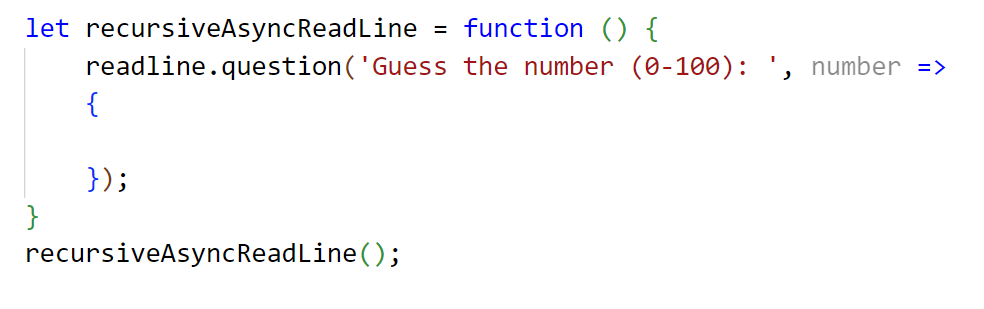 let recursiveAsyncReadLine = function () {
    readline.question('Guess the number (0-100): ', number =>
    {

    });
}
recursiveAsyncReadLine();